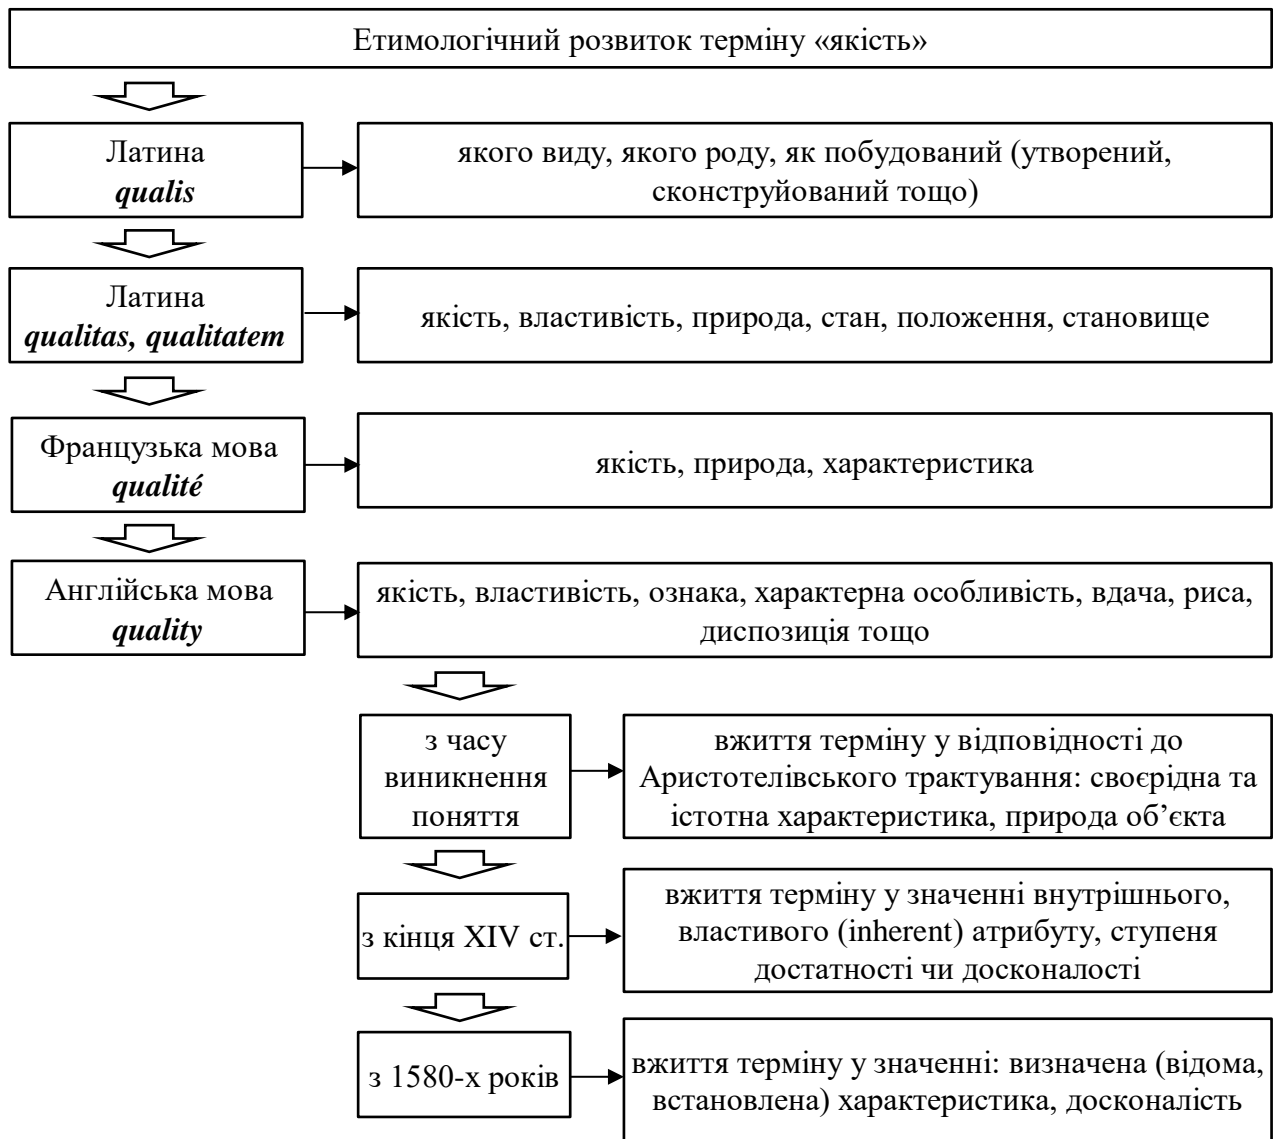 Етимологічний розвиток терміну «якість»
Латина
qualis
якого виду, якого роду, як побудований (утворений,
сконструйований тощо)
Латина
qualitas, qualitatem
якість, властивість, природа, стан, положення, становище
Французька мова
qualité
якість, природа, характеристика
Англійська мова
quality
якість, властивість, ознака, характерна особливість, вдача, риса,
диспозиція тощо
з часу
виникнення
поняття
вжиття терміну у відповідності до
Аристотелівського трактування: своєрідна та
істотна характеристика, природа об’єкта
з кінця XIV ст.
вжиття терміну у значенні внутрішнього,
властивого (inherent) атрибуту, ступеня
достатності чи досконалості
з 1580-х років
вжиття терміну у значенні: визначена (відома,
встановлена) характеристика, досконалість